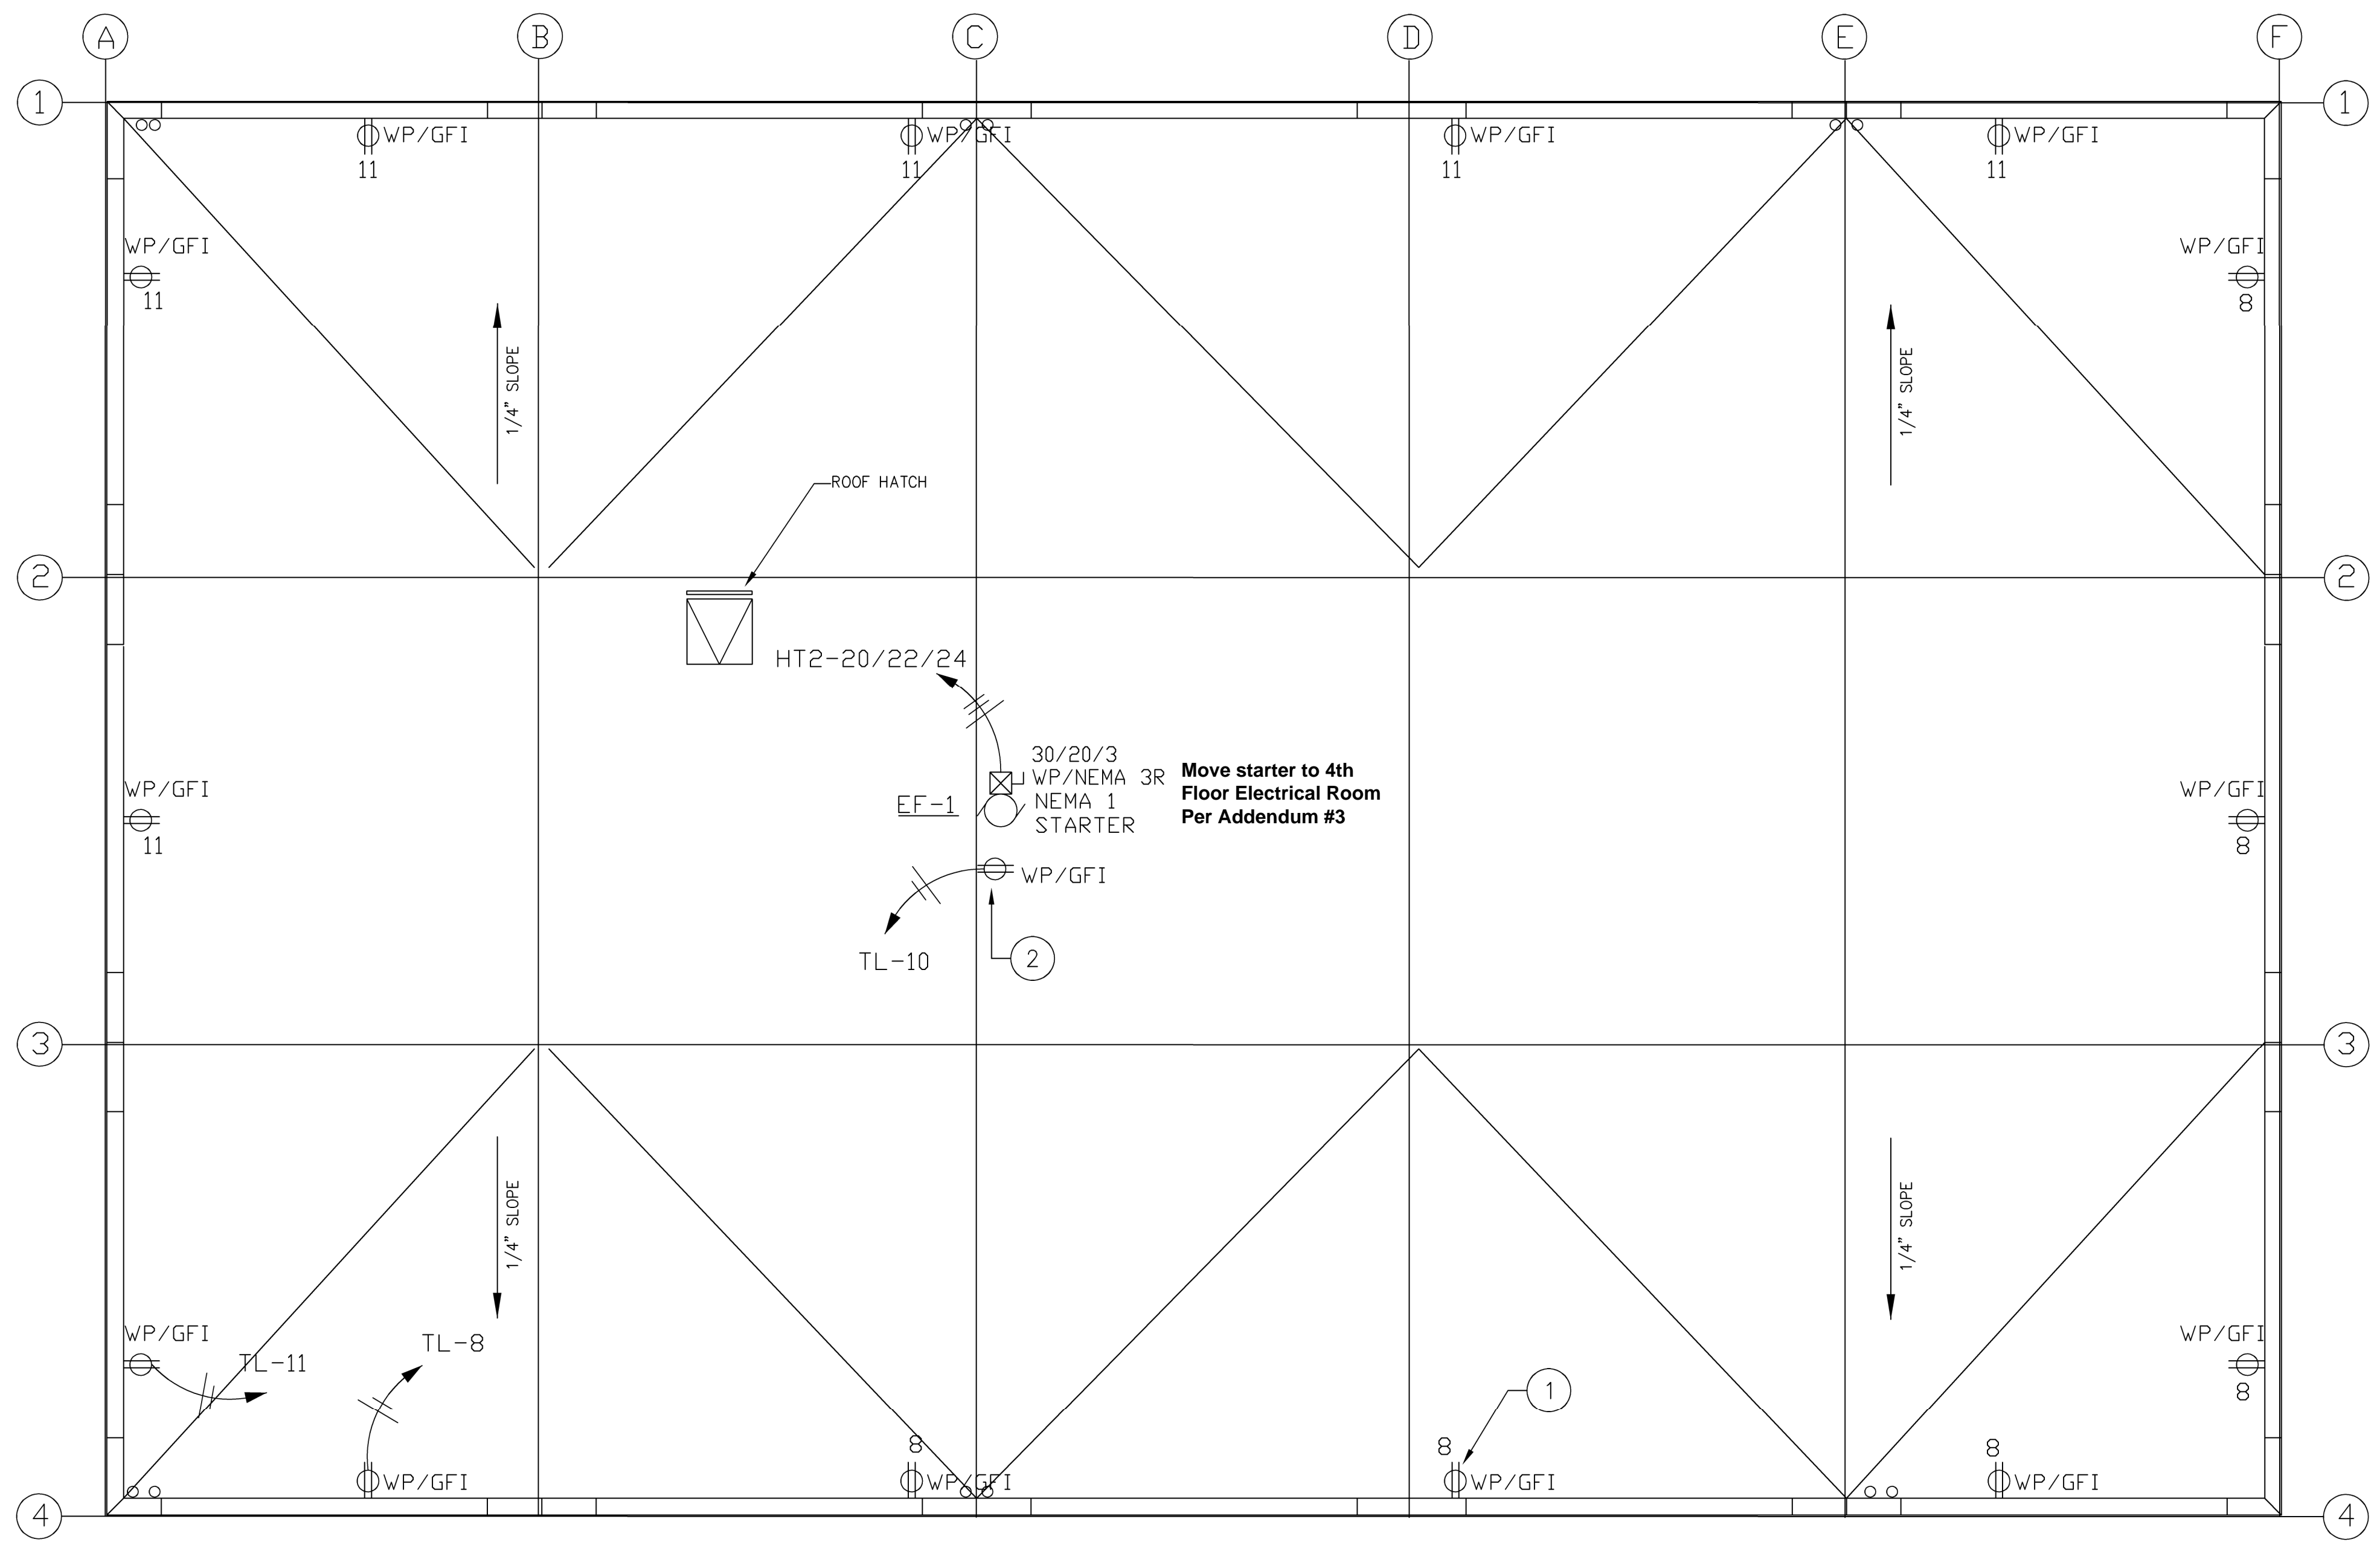 A B C D E F
1 1
WP/GFI WP/GFI WP/GFI WP/GFI
11 11 11 11
WP/GFI WP/GFI
11 8
1/4" SLOPE 1/4" SLOPE
ROOF HATCH
2 2
HT2-20/22/24
30/20/3
WP/NEMA 3R
EF-1 NEMA 1
STARTER
Move starter to 4th
Floor Electrical Room
Per Addendum #3
WP/GFI WP/GFI
11 8
WP/GFI
TL-10 2
3 3
1/4" SLOPE 1/4" SLOPE
WP/GFI TL-8 WP/GFI
TL-11
1 8
8 8 8
WP/GFI WP/GFI WP/GFI WP/GFI
4 4